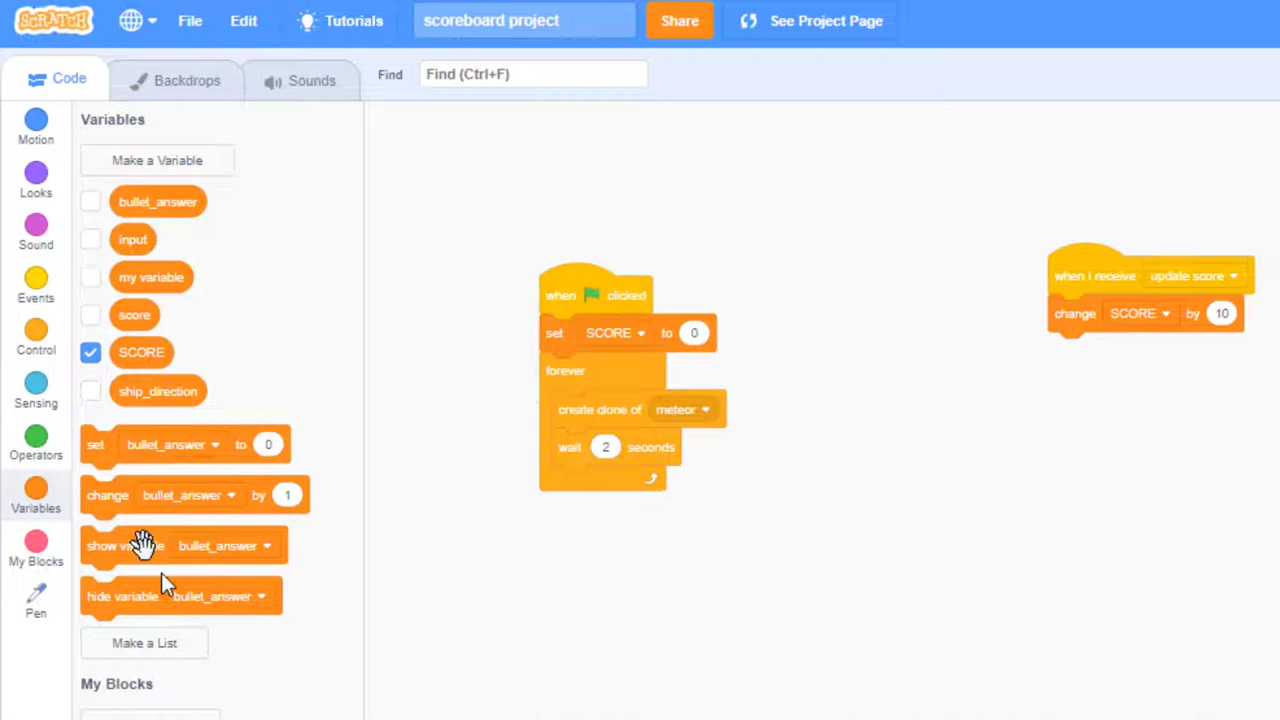 SCRATCH
File
Edit
Tutorials
scoreboard project
Share
See Project Page
Code
Backdrops
Sounds
Find
Find (Ctrl+F)
Motion
Looks
Sound
Events
Control
Sensing
Operators
Variables
My Blocks
Pen
Variables
Make a Variable
bullet_answer
input
my variable
score
SCORE
ship_direction
set bullet_answer to 0
change bullet_answer by 1
show va e bullet_answer
hide variable bullet_answer
Make a List
My Blocks
when clicked
set SCORE to 0
forever
create clone of meteor
wait 2 seconds
when I receive update score
change SCORE by 10